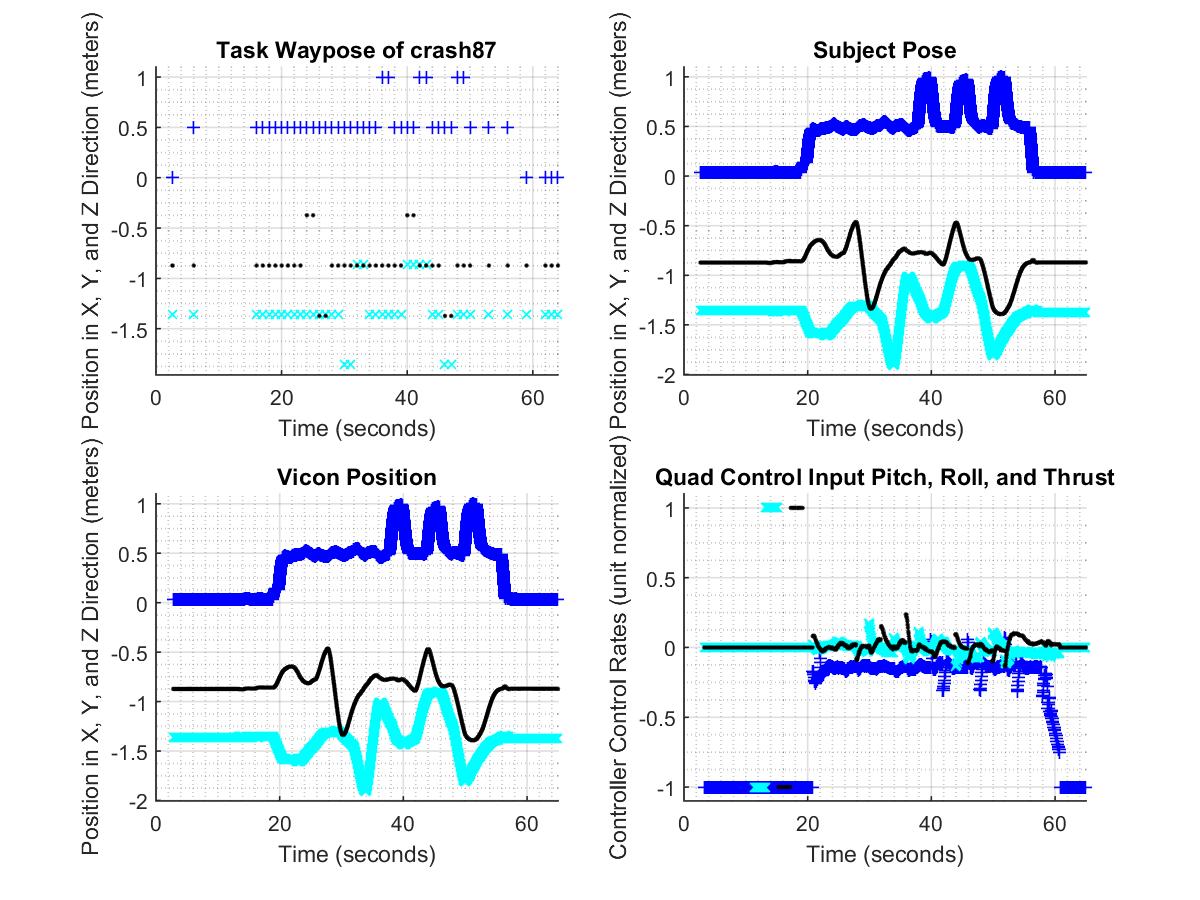 Task Waypose of crash87
Position in X, Y, and Z Direction (meters)
1
0.5
0
-0.5
-1
-1.5
0 20 40 60
Time (seconds)
Subject Pose
Position in X, Y, and Z Direction (meters)
1
0.5
0
-0.5
-1
-1.5
-2
0 20 40 60
Time (seconds)
Vicon Position
Position in X, Y, and Z Direction (meters)
1
0.5
0
-0.5
-1
-1.5
-2
0 20 40 60
Time (seconds)
Quad Control Input Pitch, Roll, and Thrust
Controller Control Rates (unit normalized)
1
0.5
0
-0.5
-1
0 20 40 60
Time (seconds)